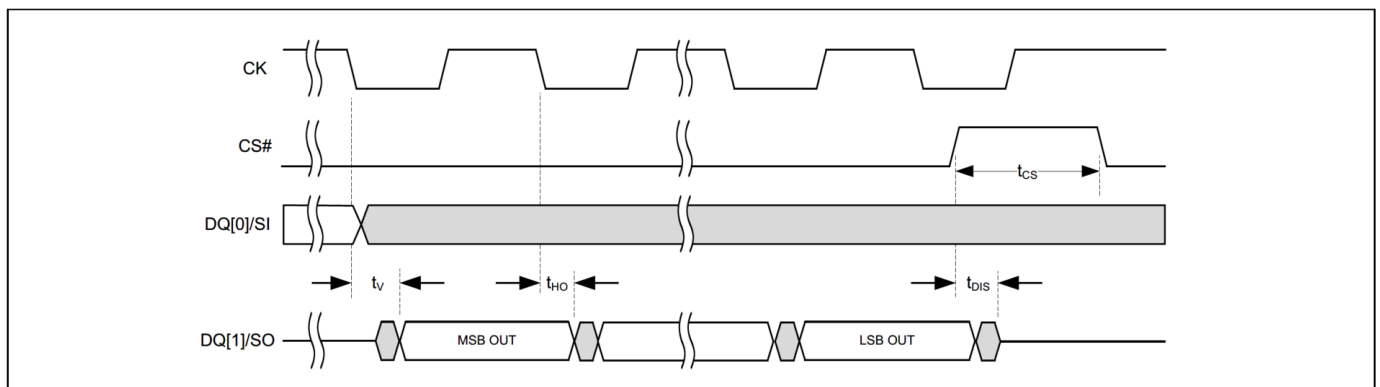 CK
CS#
tCS
DQ[0]/SI
tV
tHO
tDIS
DQ[1]/SO
MSB OUT
LSB OUT